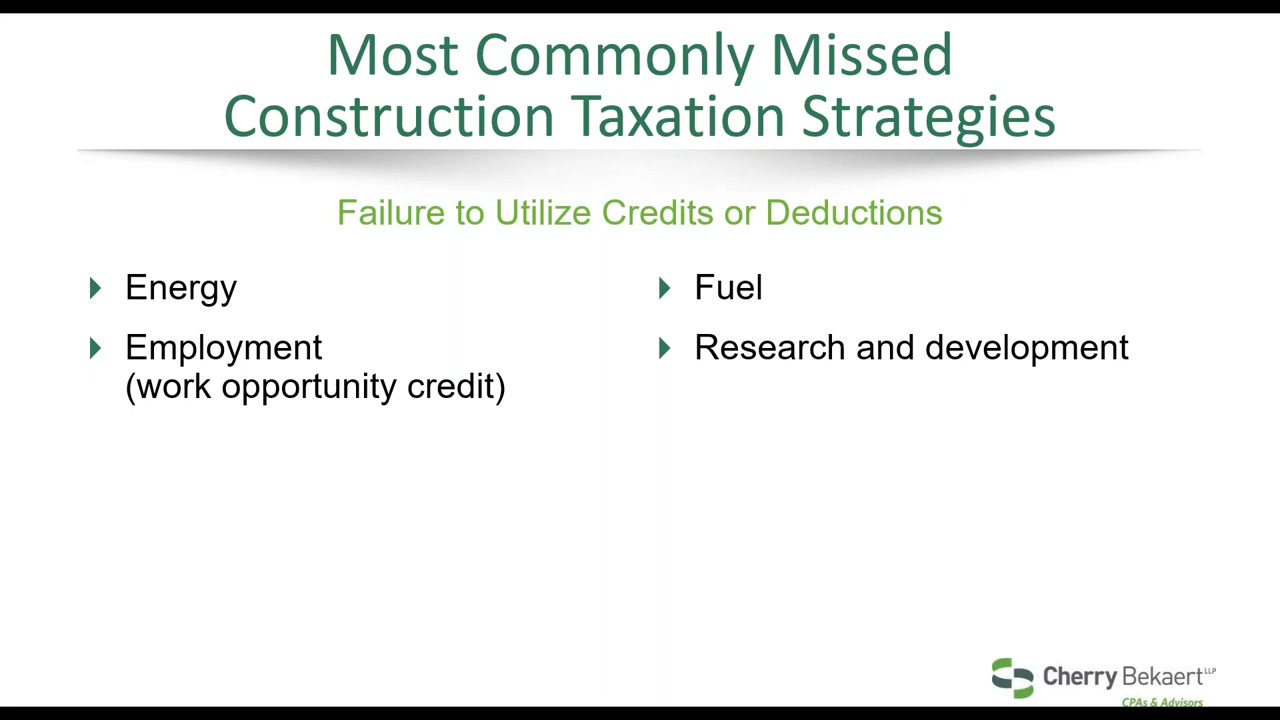 Most Commonly Missed
Construction Taxation Strategies
Failure to Utilize Credits or Deductions
Energy
Employment
(work opportunity credit)
Fuel
Research and development
Cherry Bekaert LLP
CPAs & Advisors